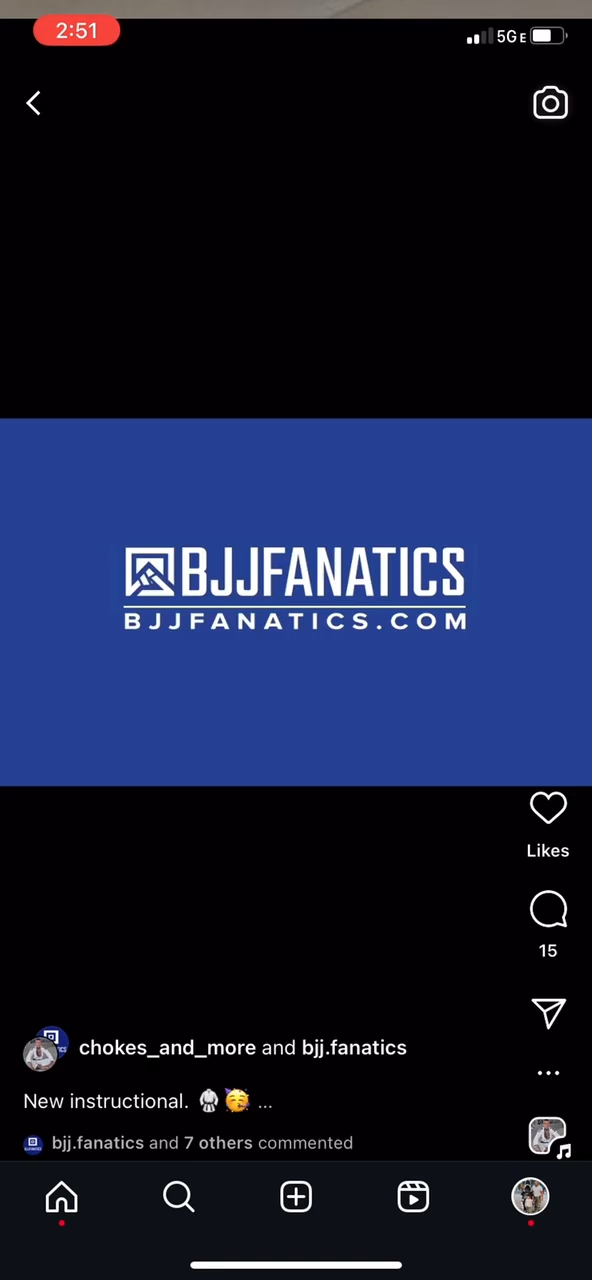 2:51
5GE
BJJFANATICS
BJJFANATICS.COM
Likes
15
chokes_and_more and bjj.fanatics
New instructional. 🥋🥳 ...
bjj.fanatics and 7 others commented